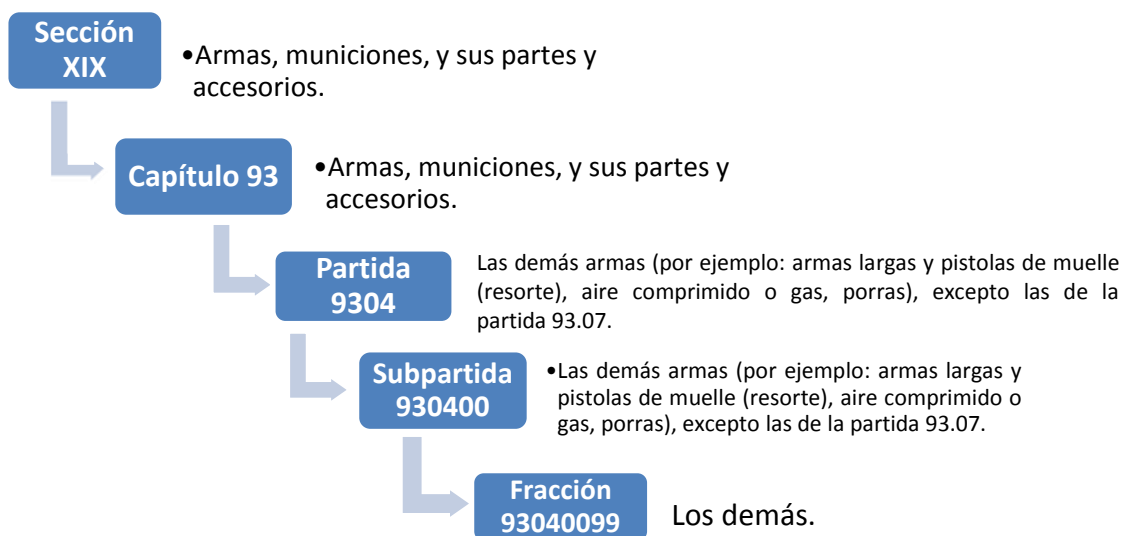 Sección
XIX
•Armas, municiones, y sus partes y
accesorios.
Capítulo 93
•Armas, municiones, y sus partes y
accesorios.
Partida
9304
Las demás armas (por ejemplo: armas largas y pistolas de muelle
(resorte), aire comprimido o gas, porras), excepto las de la
partida 93.07.
Subpartida
930400
•Las demás armas (por ejemplo: armas largas y
pistolas de muelle (resorte), aire comprimido o
gas, porras), excepto las de la partida 93.07.
Fracción
93040099
Los demás.